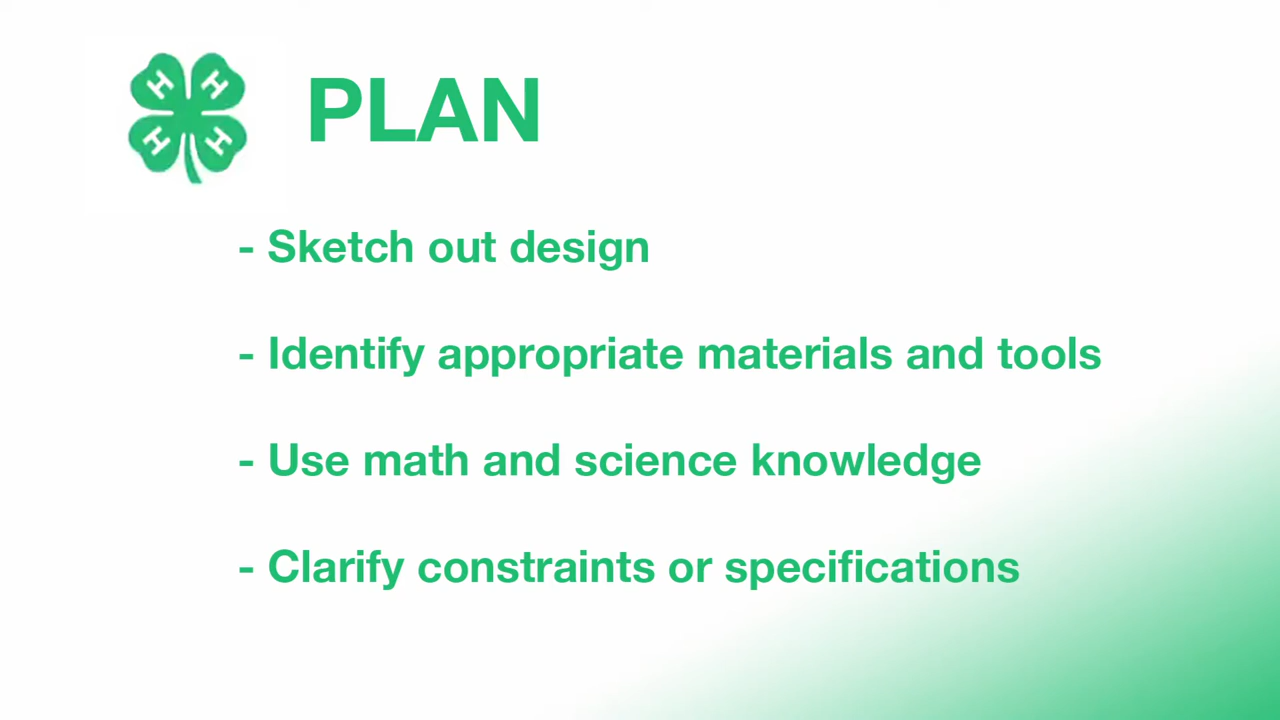 H H
PLAN
H H
- Sketch out design
- Identify appropriate materials and tools
- Use math and science knowledge
- Clarify constraints or specifications